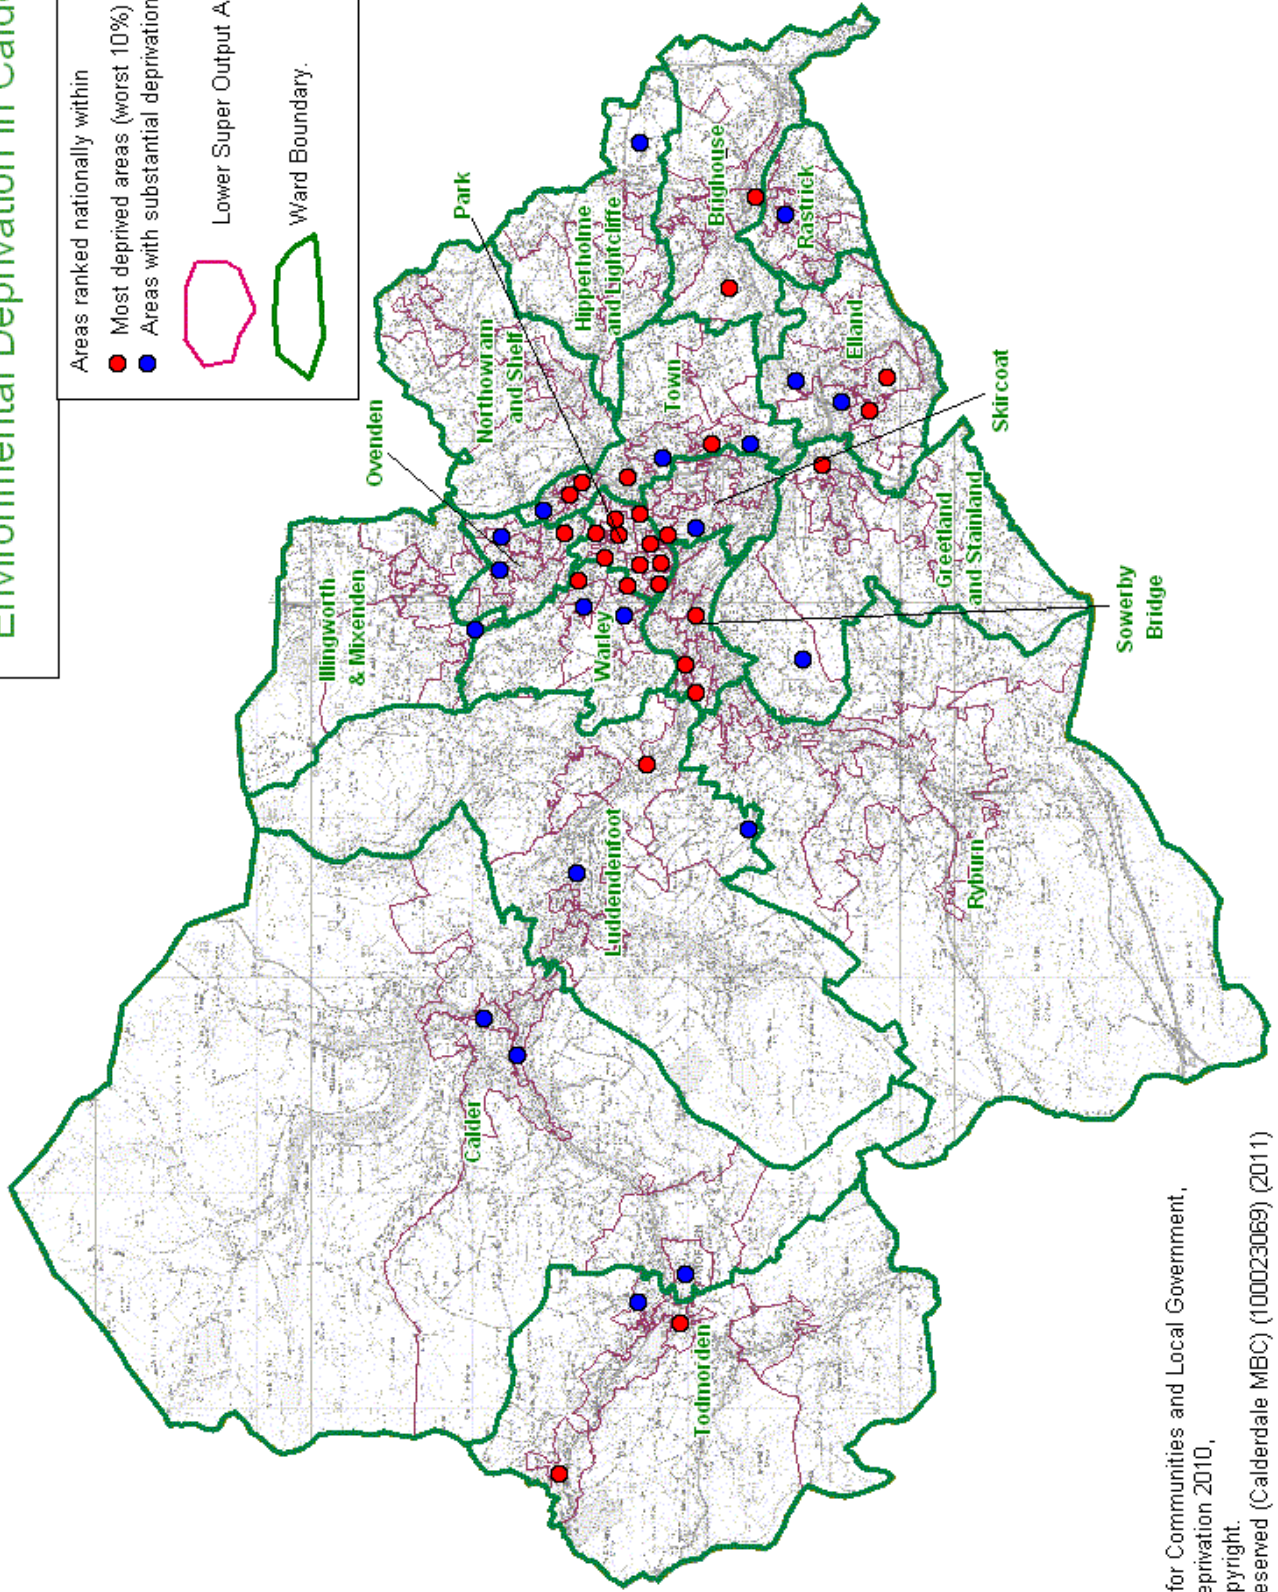 Environmental Deprivation in Calde
Areas ranked nationally within
Most deprived areas (worst 10%)
Areas with substantial deprivation
Lower Super Output A
Ward Boundary.
Park
Ovenden
Illingworth
& Mixenden
Northowram
and Shelf
Hipperholme
and Lightcliffe
Brighouse
Rastrick
Town
Elland
Skircoat
Warley
Greetland
and Stainland
Sowerby
Bridge
Luddendenfoot
Ryburn
Calder
Todmorden
for Communities and Local Government,
eprivation 2010,
pyright.
eserved (Calderdale MBC) (100023069) (2011)